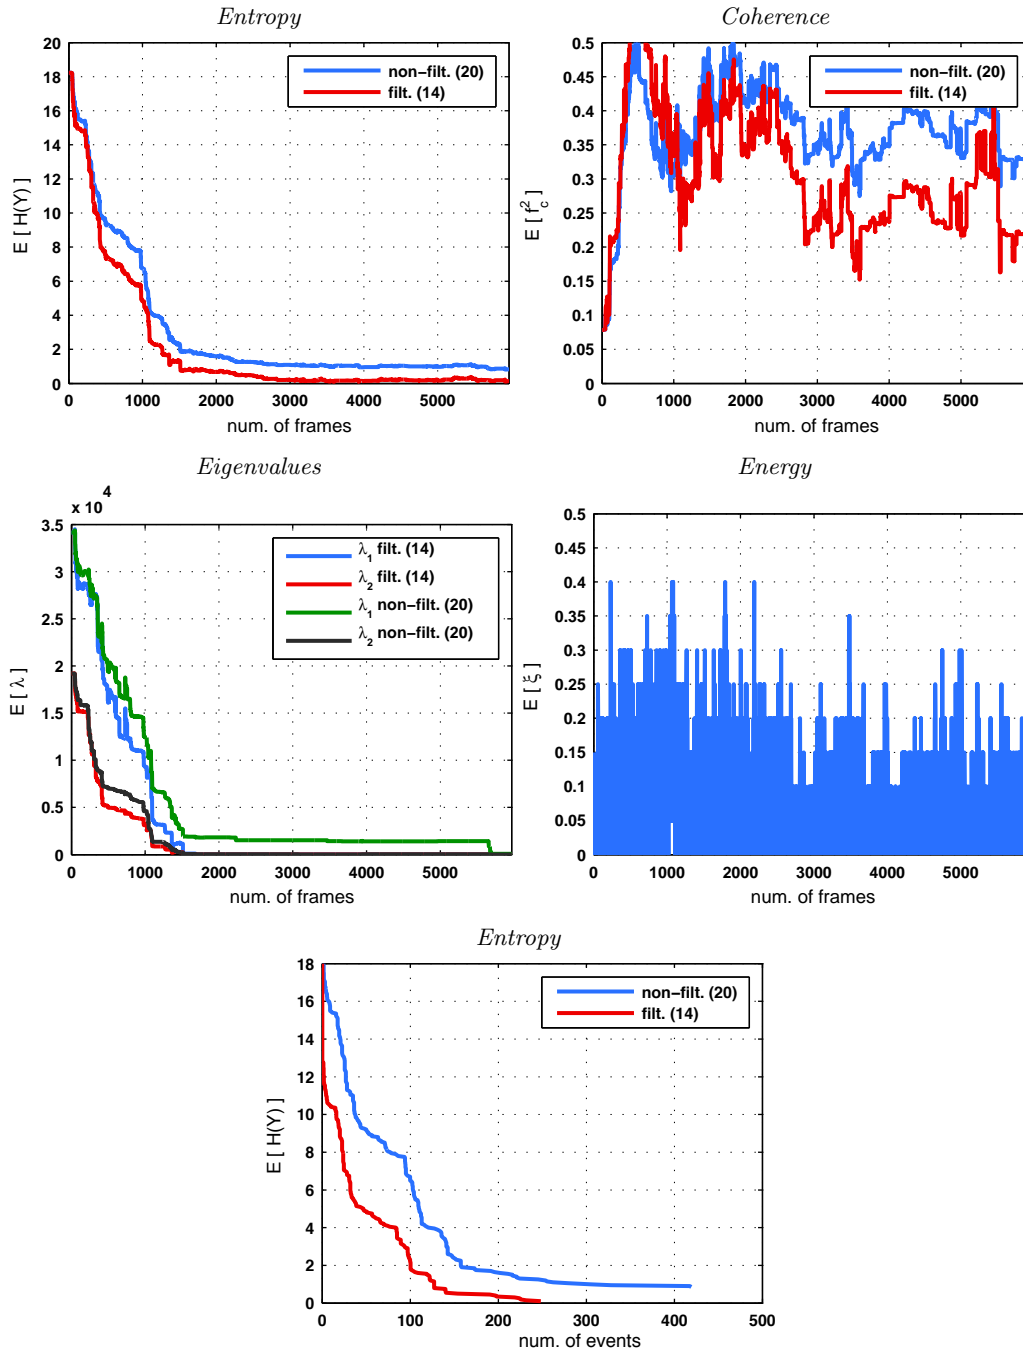 Entropy
20
18
16
14
12
10
8
6
4
2
0
E [ H(Y) ]
non−filt. (20)
filt. (14)
0 1000 2000 3000 4000 5000
num. of frames
Coherence
0.5
0.45
0.4
0.35
0.3
0.25
0.2
0.15
0.1
0.05
0
E [ f_c^2 ]
non−filt. (20)
filt. (14)
0 1000 2000 3000 4000 5000
num. of frames
Eigenvalues
x 10^4
3.5
3
2.5
2
1.5
1
0.5
0
E [ λ ]
λ_1 filt. (14)
λ_2 filt. (14)
λ_1 non−filt. (20)
λ_2 non−filt. (20)
0 1000 2000 3000 4000 5000
num. of frames
Energy
0.5
0.45
0.4
0.35
0.3
0.25
0.2
0.15
0.1
0.05
0
E [ ξ ]
0 1000 2000 3000 4000 5000
num. of frames
Entropy
18
16
14
12
10
8
6
4
2
0
E [ H(Y) ]
non−filt. (20)
filt. (14)
0 100 200 300 400 500
num. of events